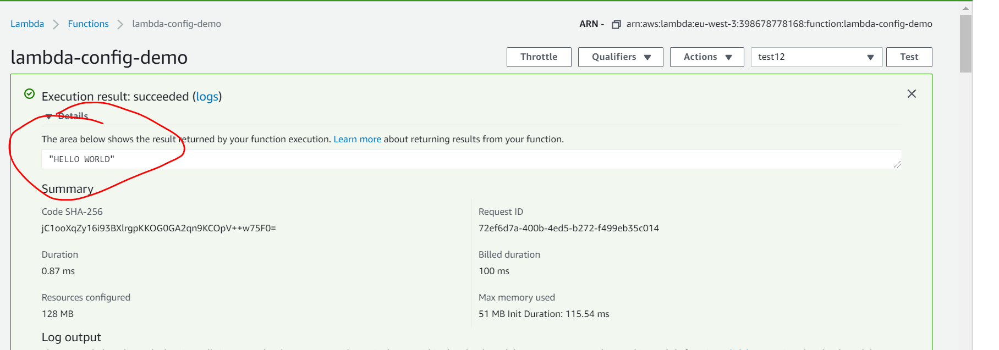 Lambda > Functions > lambda-config-demo ARN - arn:aws:lambda:eu-west-3:398678778168:function:lambda-config-demo
lambda-config-demo Throttle Qualifiers Actions test12 Test
Execution result: succeeded (logs)
Details
The area below shows the result returned by your function execution. Learn more about returning results from your function.
"HELLO WORLD"
Summary
Code SHA-256 Request ID
jC1ooXqZy16i93BXlrgpKKOG0GA2qn9KCOpV++w75F0= 72ef6d7a-400b-4ed5-b272-f499eb35c014
Duration Billed duration
0.87 ms 100 ms
Resources configured Max memory used
128 MB 51 MB Init Duration: 115.54 ms
Log output